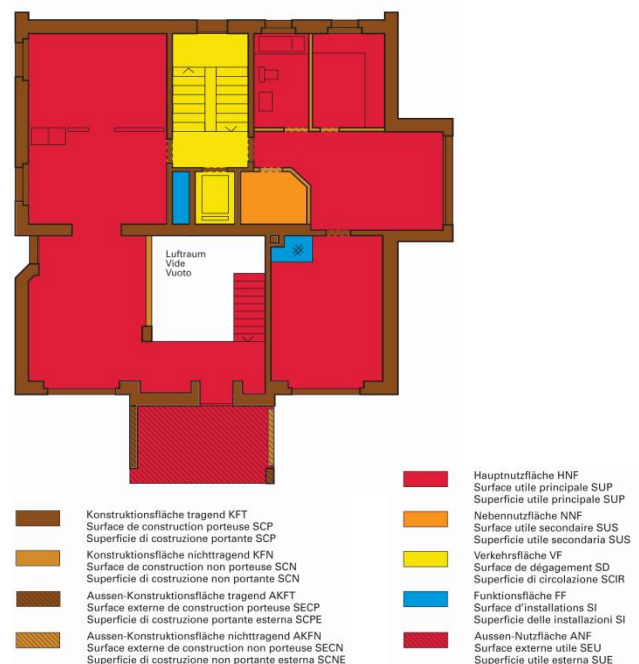 Luftraum
Vide
Vuoto
Konstruktionsfläche tragend KFT
Surface de construction porteuse SCP
Superficie di costruzione portante SCP
Konstruktionsfläche nichttragend KFN
Surface de construction non porteuse SCN
Superficie di costruzione non portante SCN
Aussen-Konstruktionsfläche tragend AKFT
Surface externe de construction porteuse SECP
Superficie di costruzione portante esterna SCPE
Aussen-Konstruktionsfläche nichttragend AKFN
Surface externe de construction non porteuse SECN
Superficie di costruzione non portante esterna SCNE
Hauptnutzfläche HNF
Surface utile principale SUP
Superficie utile principale SUP
Nebennutzfläche NNF
Surface utile secondaire SUS
Superficie utile secondaria SUS
Verkehrsfläche VF
Surface de dégagement SD
Superficie di circolazione SCIR
Funktionsfläche FF
Surface d'installations SI
Superficie delle installazioni SI
Aussen-Nutzfläche ANF
Surface externe utile SEU
Superficie utile esterna SUE